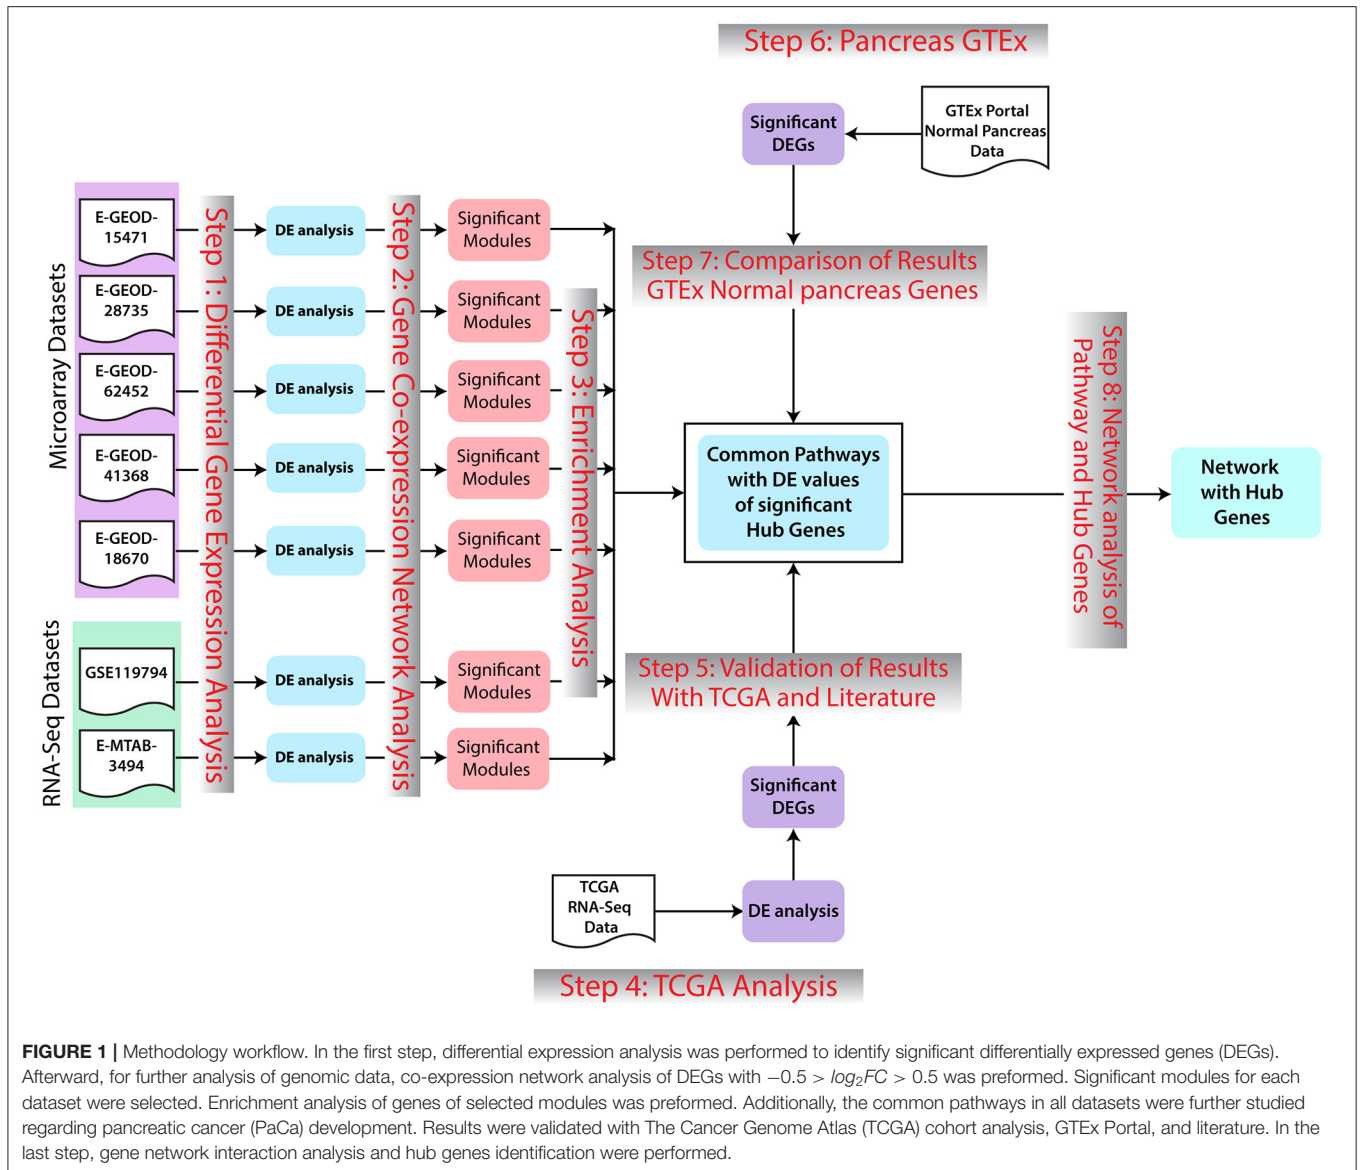 Step 6: Pancreas GTEx
GTEx Portal
Normal Pancreas
Data
Significant
DEGs
Step 7: Comparison of Results
GTEx Normal pancreas Genes
Microarray Datasets
E-GEOD-
15471
E-GEOD-
28735
E-GEOD-
62452
E-GEOD-
41368
E-GEOD-
18670
RNA-Seq Datasets
GSE119794
E-MTAB-
3494
Step 1: Differential Gene Expression Analysis
DE analysis
DE analysis
DE analysis
DE analysis
DE analysis
DE analysis
DE analysis
Step 2: Gene Co-expression Network Analysis
Significant
Modules
Significant
Modules
Significant
Modules
Significant
Modules
Significant
Modules
Significant
Modules
Significant
Modules
Step 3: Enrichment Analysis
Common Pathways
with DE values
of significant
Hub Genes
Step 8: Network analysis of
Pathway and Hub Genes
Network
with Hub
Genes
Step 5: Validation of Results
With TCGA and Literature
Significant
DEGs
TCGA
RNA-Seq
Data
DE analysis
Step 4: TCGA Analysis
FIGURE 1 | Methodology workflow. In the first step, differential expression analysis was performed to identify significant differentially expressed genes (DEGs).
Afterward, for further analysis of genomic data, co-expression network analysis of DEGs with −0.5 > log₂FC > 0.5 was preformed. Significant modules for each
dataset were selected. Enrichment analysis of genes of selected modules was preformed. Additionally, the common pathways in all datasets were further studied
regarding pancreatic cancer (PaCa) development. Results were validated with The Cancer Genome Atlas (TCGA) cohort analysis, GTEx Portal, and literature. In the
last step, gene network interaction analysis and hub genes identification were performed.